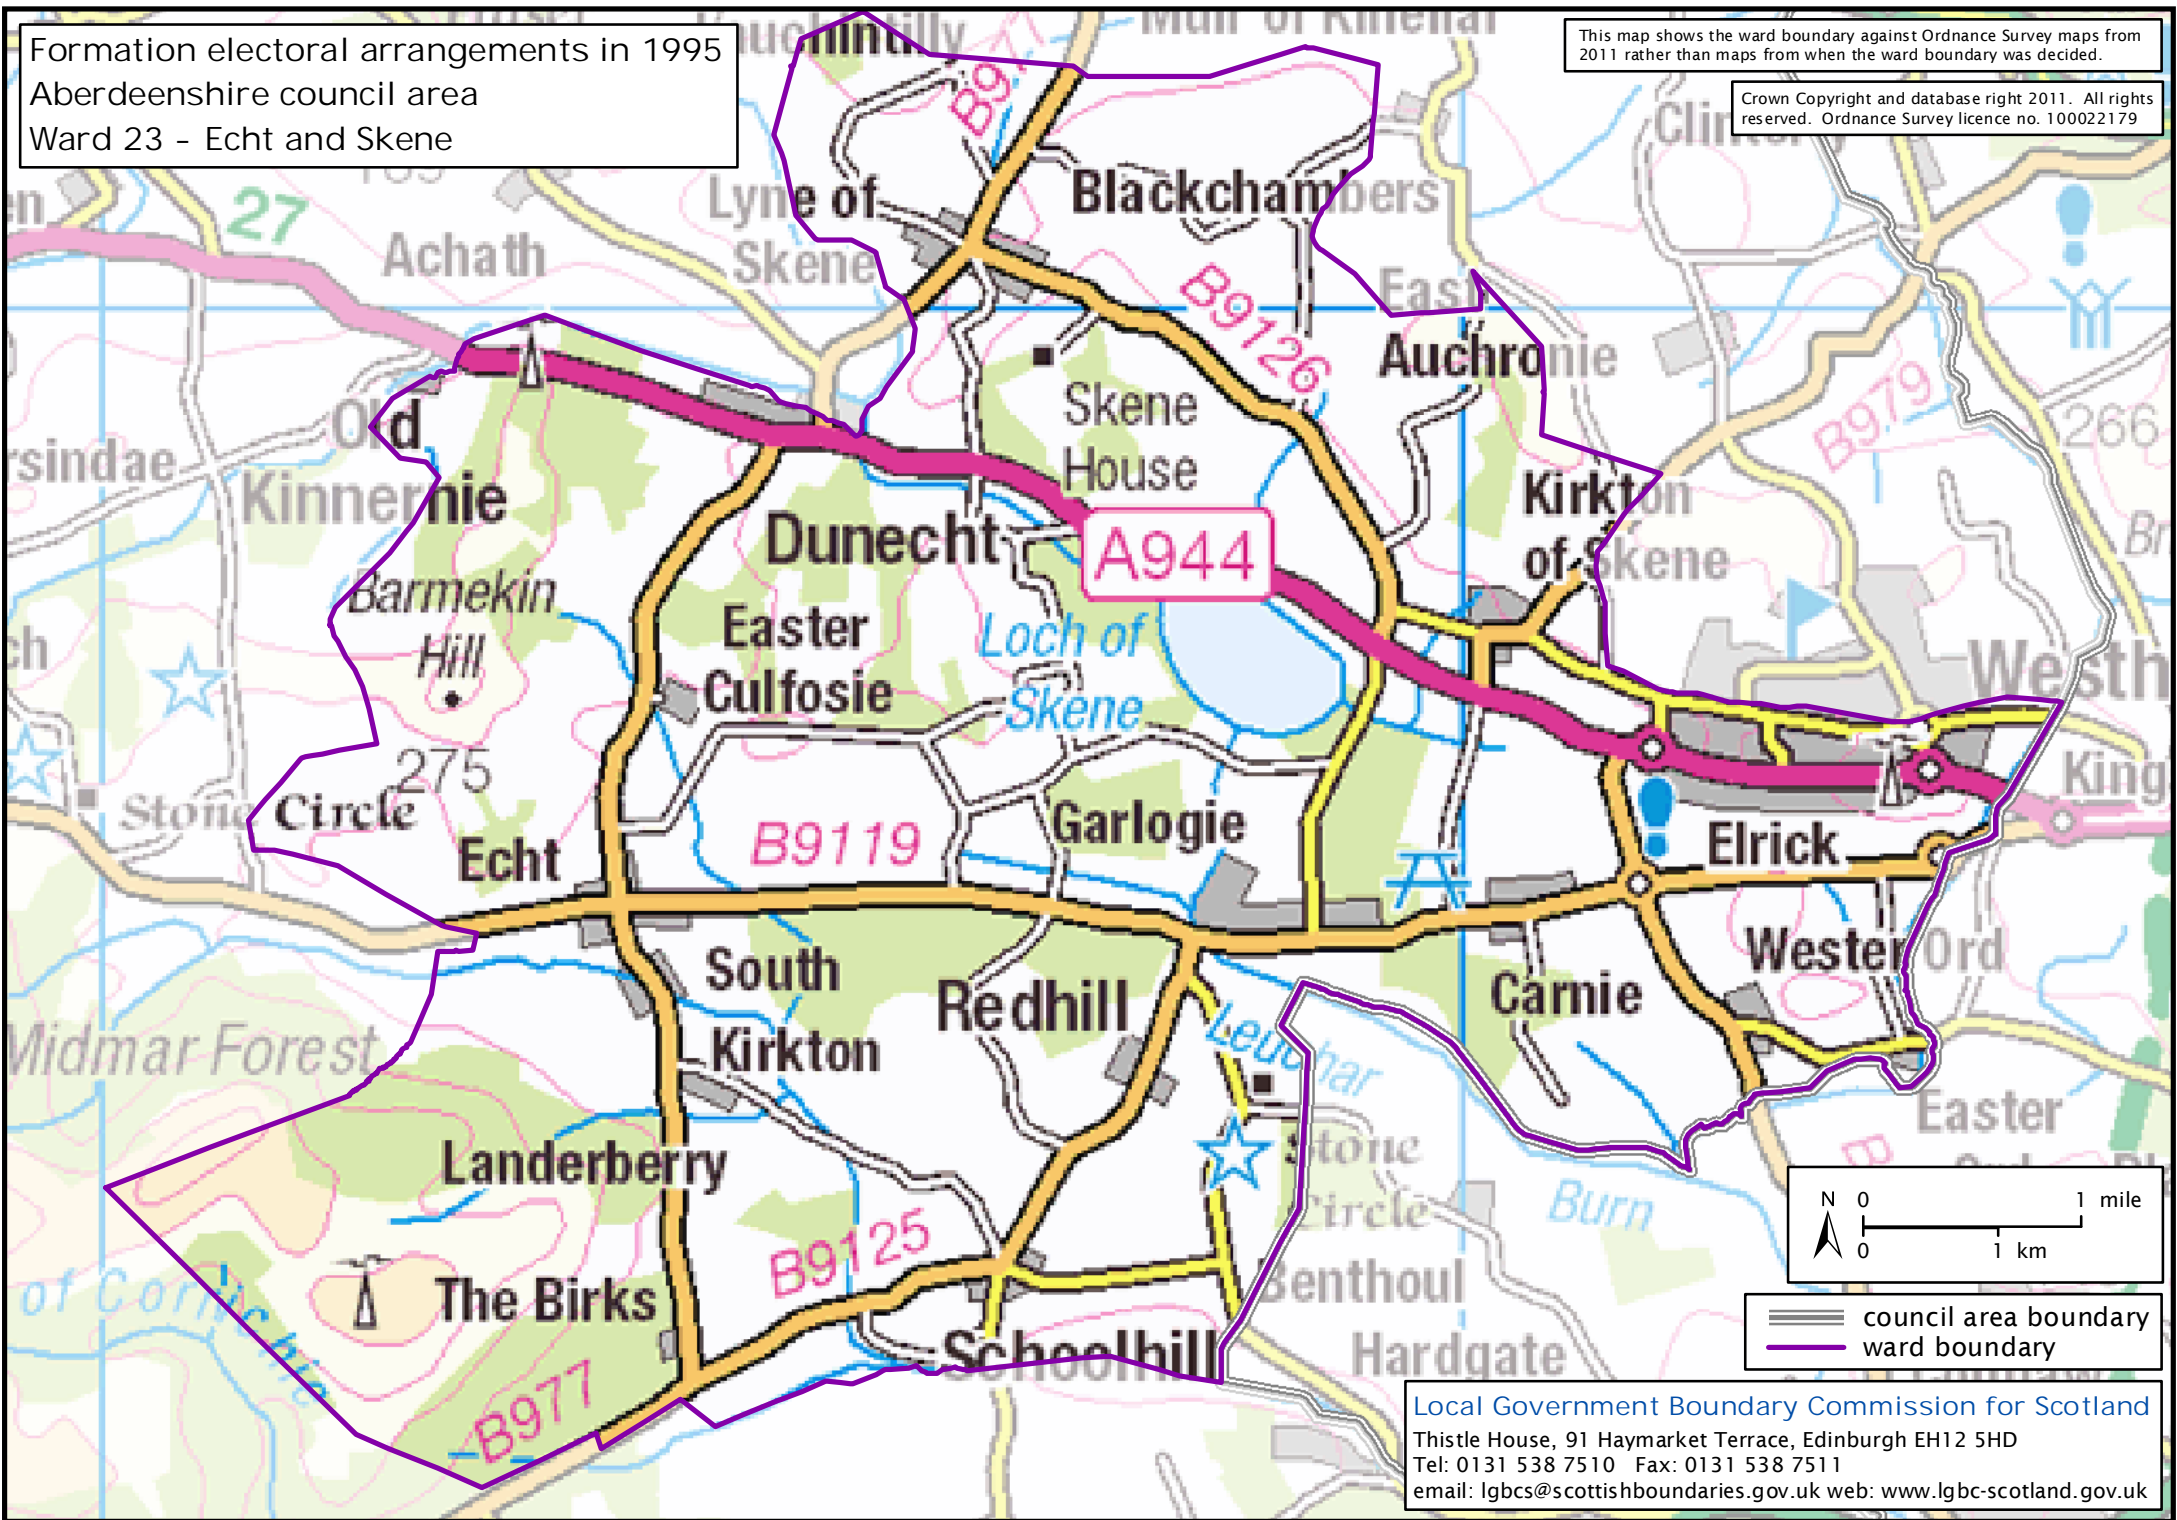 Formation electoral arrangements in 1995
Aberdeenshire council area
Ward 23 - Echt and Skene
This map shows the ward boundary against Ordnance Survey maps from
2011 rather than maps from when the ward boundary was decided.
Crown Copyright and database right 2011. All rights
reserved. Ordnance Survey licence no. 100022179
B977
Lyne of
Skene
Blackchambers
27
Achath
East
Auchronie
B9126
B979
266
Old
Kinnernie
Skene
House
Kirkton
of Skene
Dunecht
A944
Barmekin
Hill
Easter
Culfosie
Loch of
Skene
275
Stone Circle
Echt
B9119
Garlogie
Elrick
South
Kirkton
Redhill
Carnie
Wester Ord
Midmar Forest
Leuchar
Burn
Landerberry
Stone
Circle
Easter
The Birks
B9125
Benthoul
Schoolhill
Hardgate
B977
N 0 1 mile
0 1 km
council area boundary
ward boundary
Local Government Boundary Commission for Scotland
Thistle House, 91 Haymarket Terrace, Edinburgh EH12 5HD
Tel: 0131 538 7510 Fax: 0131 538 7511
email: lgbcs@scottishboundaries.gov.uk web: www.lgbc-scotland.gov.uk